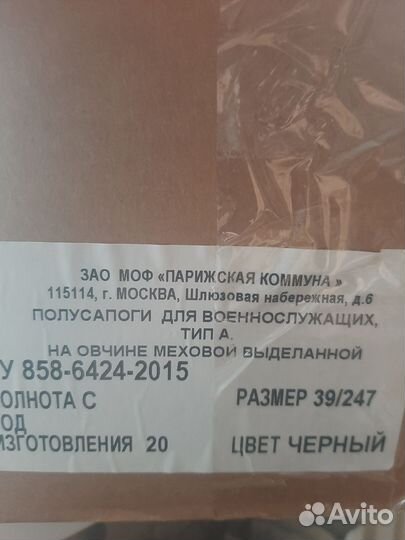 ЗАО МОФ «ПАРИЖСКАЯ КОММУНА »
115114, г. МОСКВА, Шлюзовая набережная, д.6
ПОЛУСАПОГИ ДЛЯ ВОЕННОСЛУЖАЩИХ,
ТИП А.
НА ОВЧИНЕ МЕХОВОЙ ВЫДЕЛАННОЙ
У 858-6424-2015
ОЛНОТА С РАЗМЕР 39/247
ОД
ИЗГОТОВЛЕНИЯ 20 ЦВЕТ ЧЕРНЫЙ
Avito